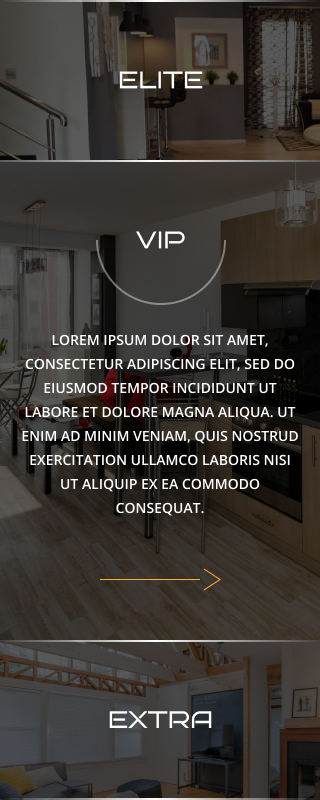 ELITE
VIP
LOREM IPSUM DOLOR SIT AMET,
CONSECTETUR ADIPISCING ELIT, SED DO
EIUSMOD TEMPOR INCIDIDUNT UT
LABORE ET DOLORE MAGNA ALIQUA. UT
ENIM AD MINIM VENIAM, QUIS NOSTRUD
EXERCITATION ULLAMCO LABORIS NISI
UT ALIQUIP EX EA COMMODO
CONSEQUAT.
EXTRA